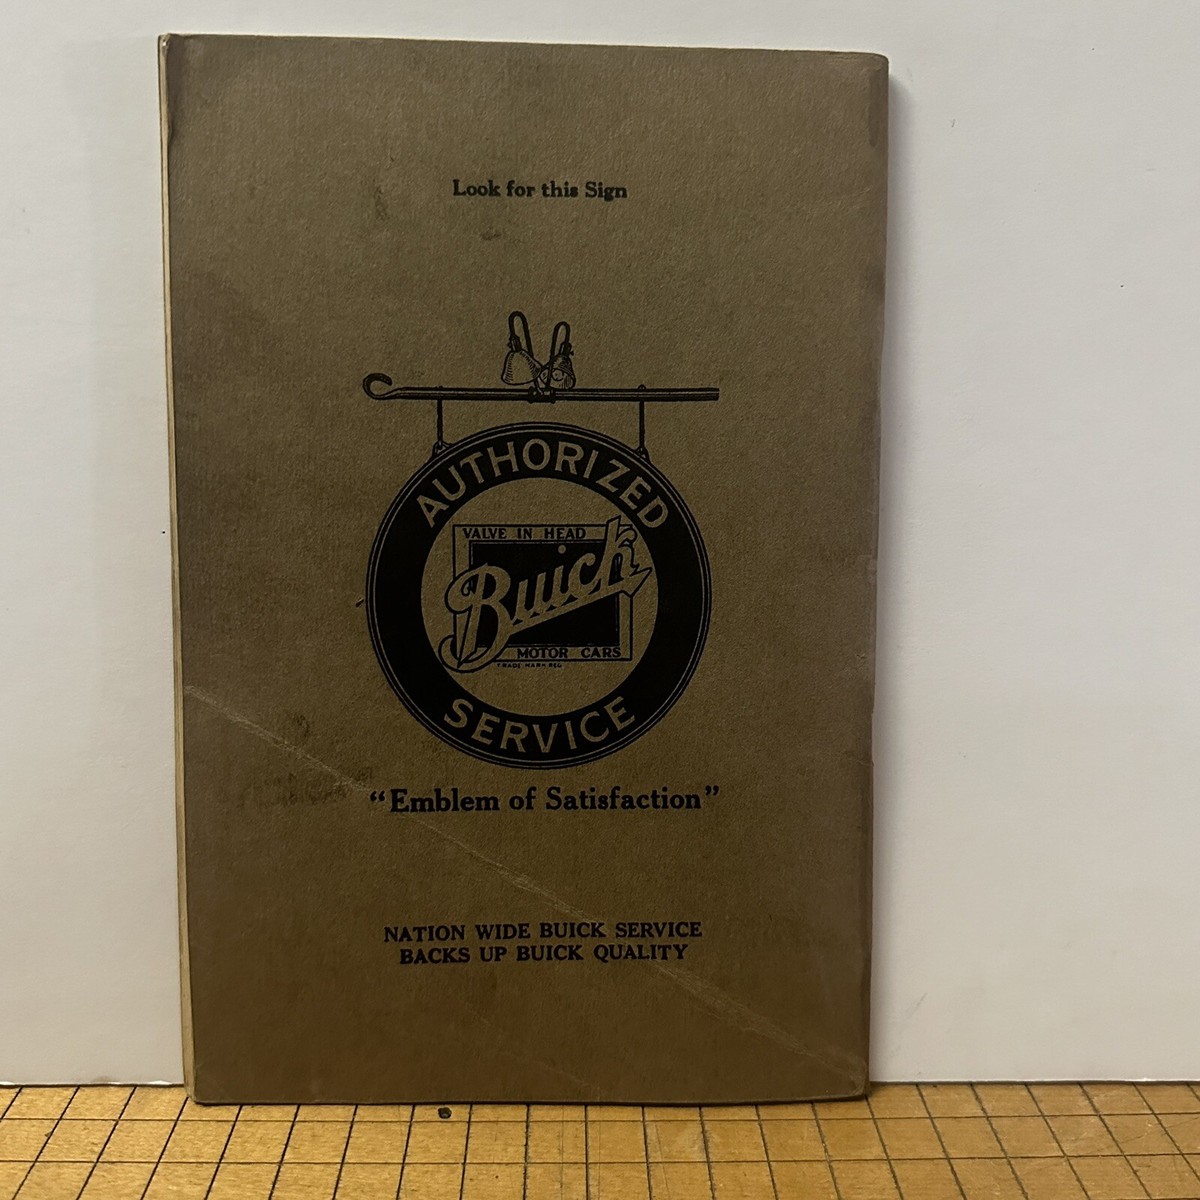 Look for this Sign
AUTHORIZED
VALVE IN HEAD
Buick
MOTOR CARS
TRADE MARK REG
SERVICE
“Emblem of Satisfaction”
NATION WIDE BUICK SERVICE
BACKS UP BUICK QUALITY